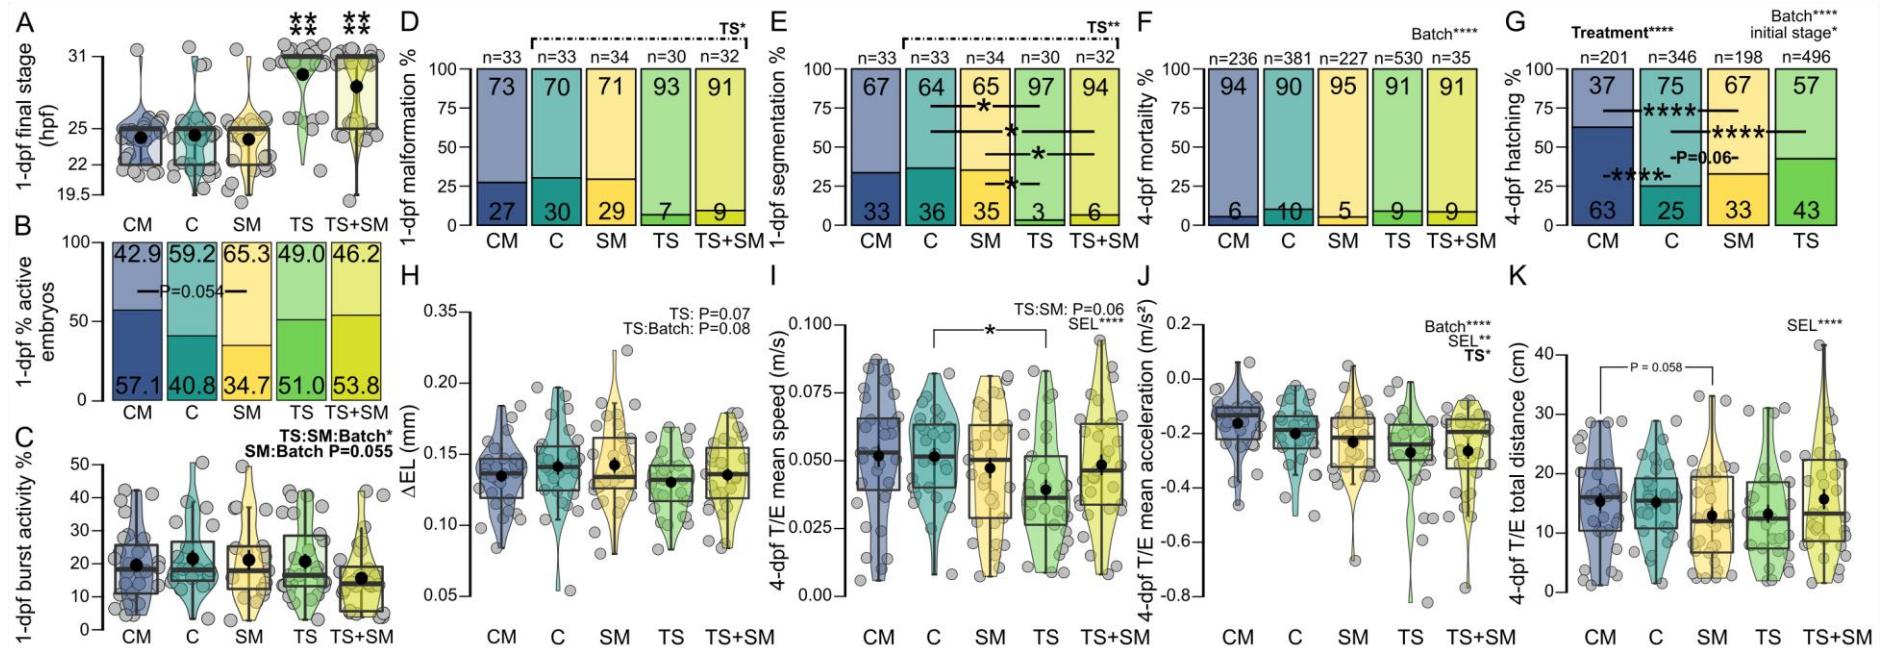 A
1-dpf final stage
(hpf)
31
25
22
19.5
**
**
**
**
CM C SM TS TS+SM
B
1-dpf % active
embryos
100
50
0
42.9 59.2 65.3 49.0 46.2
P=0.054
57.1 40.8 34.7 51.0 53.8
CM C SM TS TS+SM
C
TS:SM:Batch*
SM:Batch P=0.055
1-dpf burst activity %
50
40
30
20
10
0
CM C SM TS TS+SM
D
TS*
n=33 n=33 n=34 n=30 n=32
1-dpf malformation %
100
75
50
25
0
73 70 71 93 91
27 30 29 7 9
CM C SM TS TS+SM
E
TS**
n=33 n=33 n=34 n=30 n=32
1-dpf segmentation %
100
75
50
25
0
67 64 65 97 94
*
*
*
*
33 36 35 3 6
CM C SM TS TS+SM
F
Batch****
n=236 n=381 n=227 n=530 n=35
4-dpf mortailty %
100
75
50
25
0
94 90 95 91 91
6 10 5 9 9
CM C SM TS TS+SM
G
Treatment****
Batch****
initial stage*
n=201 n=346 n=198 n=496
4-dpf hatching %
100
75
50
25
0
37 75 67 57
****
****
P=0.06
****
63 25 33 43
CM C SM TS
H
TS: P=0.07
TS:Batch: P=0.08
ΔEL (mm)
0.35
0.20
0.15
0.10
0.05
CM C SM TS TS+SM
I
TS:SM: P=0.06
SEL****
*
4-dpf T/E mean speed (m/s)
0.100
0.075
0.050
0.025
0.00
CM C SM TS TS+SM
J
Batch****
SEL**
TS*
4-dpf T/E mean acceleration (m/s²)
0.2
0.0
-0.2
-0.4
-0.6
-0.8
CM C SM TS TS+SM
K
SEL****
P = 0.058
4-dpf T/E total distance (cm)
40
30
20
10
0
CM C SM TS TS+SM